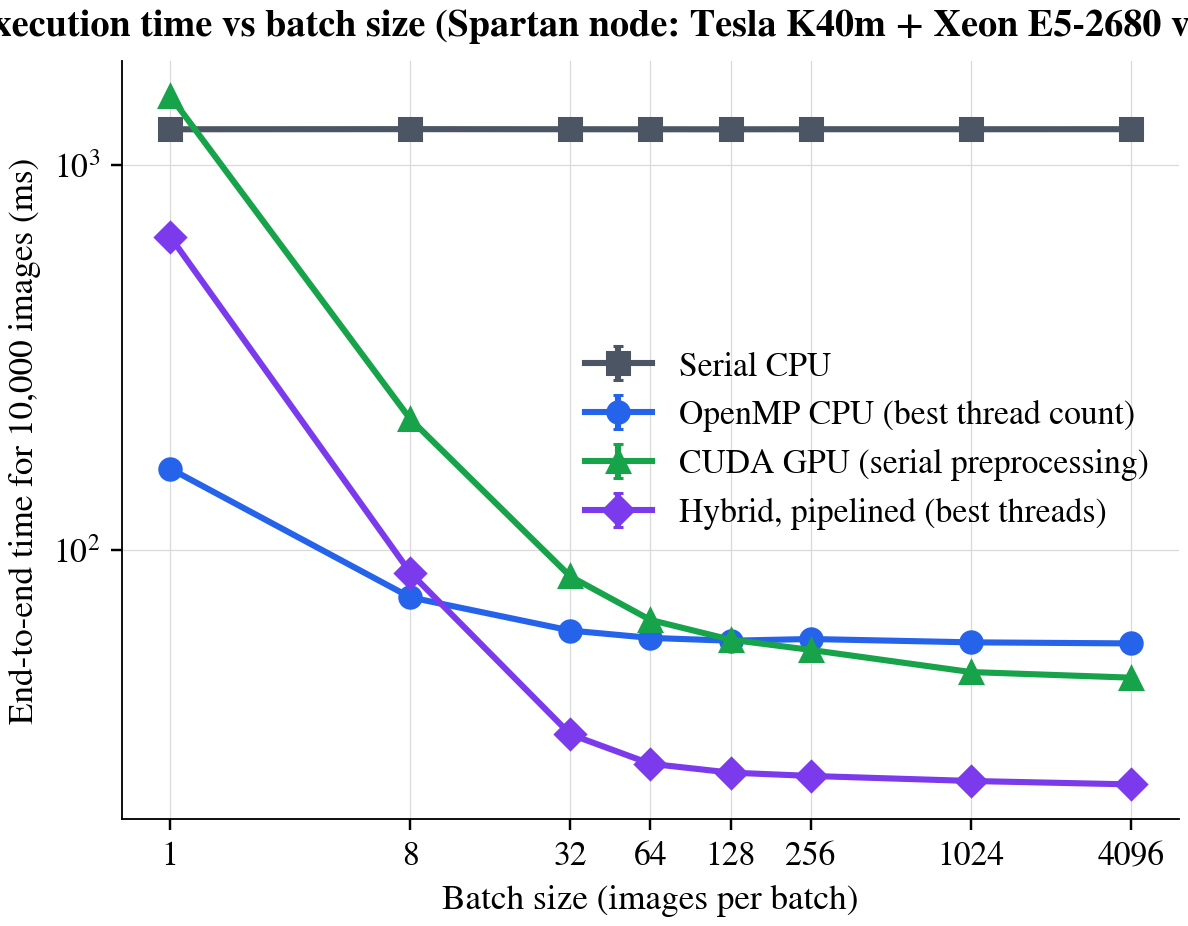 xecution time vs batch size (Spartan node: Tesla K40m + Xeon E5-2680 v
End-to-end time for 10,000 images (ms)
10³
10²
Serial CPU
OpenMP CPU (best thread count)
CUDA GPU (serial preprocessing)
Hybrid, pipelined (best threads)
1 8 32 64 128 256 1024 4096
Batch size (images per batch)